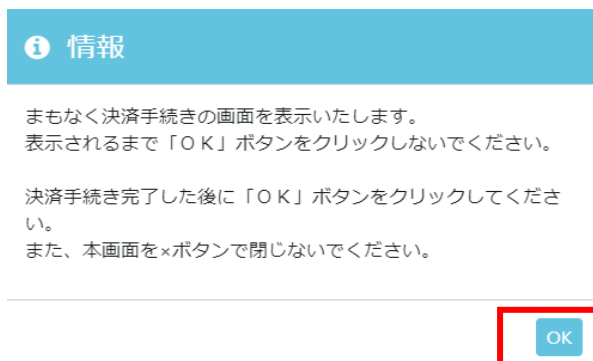 情報
まもなく決済手続きの画面を表示いたします。
表示されるまで「ＯＫ」ボタンをクリックしないでください。
決済手続き完了した後に「ＯＫ」ボタンをクリックしてくださ
い。
また、本画面を×ボタンで閉じないでください。
OK